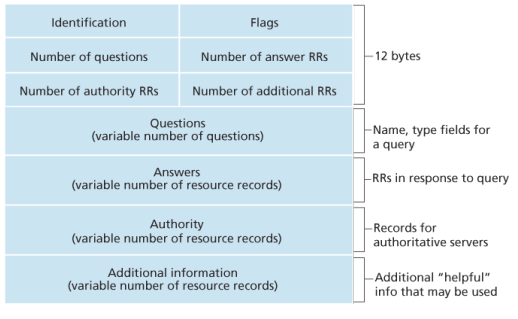 Identification
Flags
Number of questions
Number of answer RRs
12 bytes
Number of authority RRs
Number of additional RRs
Questions
(variable number of questions)
Name, type fields for
a query
Answers
(variable number of resource records)
RRs in response to query
Authority
(variable number of resource records)
Records for
authoritative servers
Additional information
(variable number of resource records)
Additional “helpful”
info that may be used